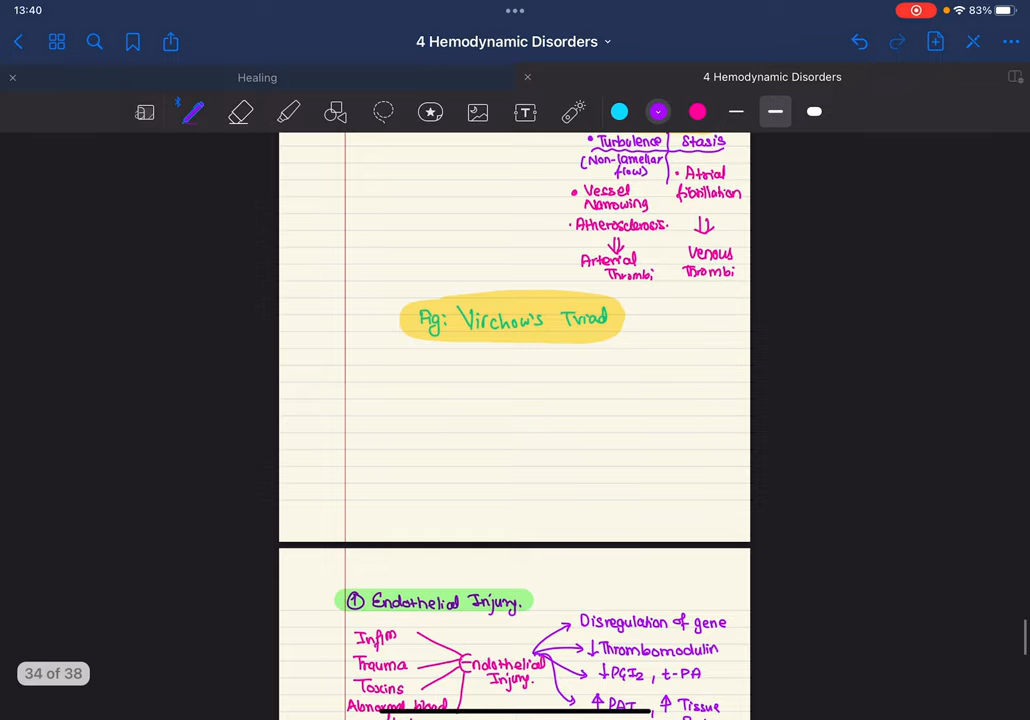 13:40
83%
4 Hemodynamic Disorders
Healing
4 Hemodynamic Disorders
• Turbulence
(Non-lamellar
flow)
• Vessel
Narrowing
• Atherosclerosis.
⇓
Arterial
Thrombi
Stasis
• Atrial
fibrillation
⇓
Venous
Thrombi
Fig: Virchow's Triad
① Endothelial Injury.
Inflm
Trauma
Toxins
Abnormal blood
Endothelial
Injury.
Disregulation of gene
↓ Thrombomodulin
↓ PGI2, t-PA
↑ PAI, ↑ Tissue
34 of 38